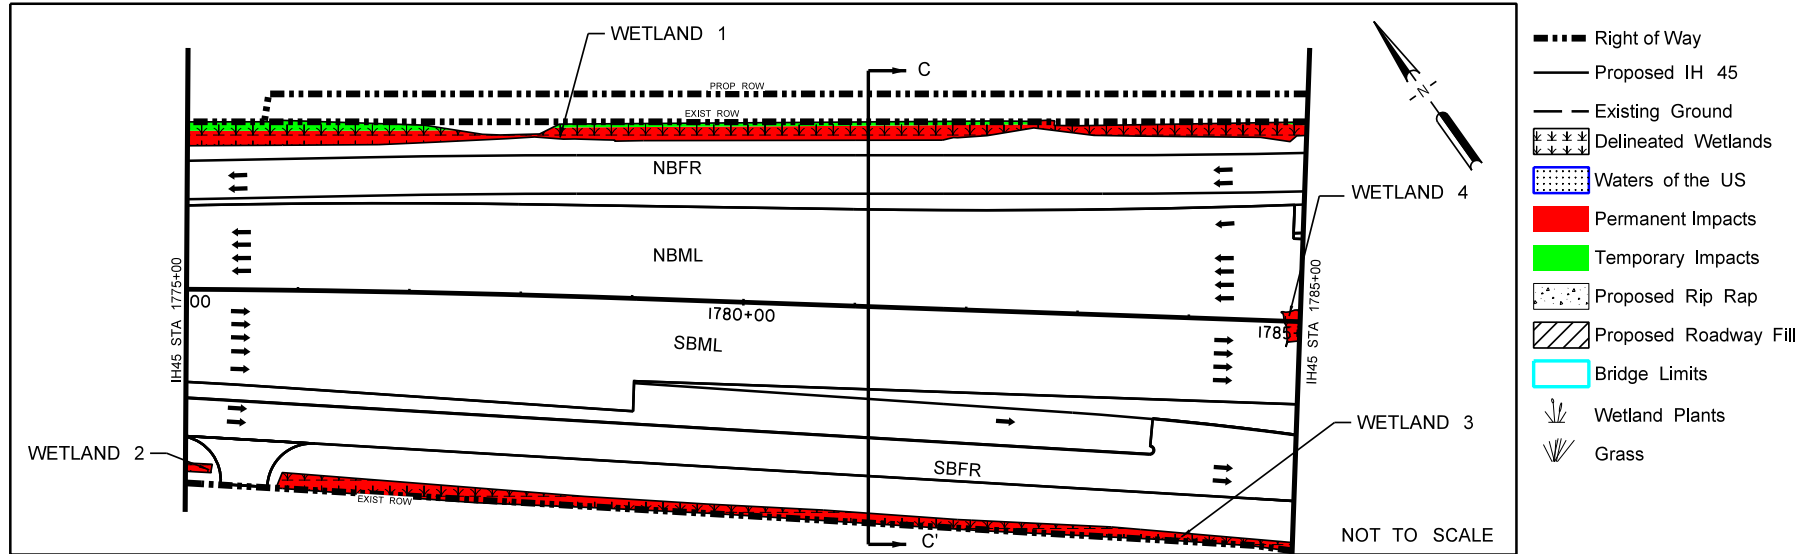 WETLAND 1
C
PROP ROW
EXIST ROW
N
NBFR
WETLAND 4
NBML
IH45 STA 1775+00
00
1780+00
1785
IH45 STA 1785+00
SBML
WETLAND 2
WETLAND 3
SBFR
EXIST ROW
C'
NOT TO SCALE
Right of Way
Proposed IH 45
Existing Ground
Delineated Wetlands
Waters of the US
Permanent Impacts
Temporary Impacts
Proposed Rip Rap
Proposed Roadway Fill
Bridge Limits
Wetland Plants
Grass